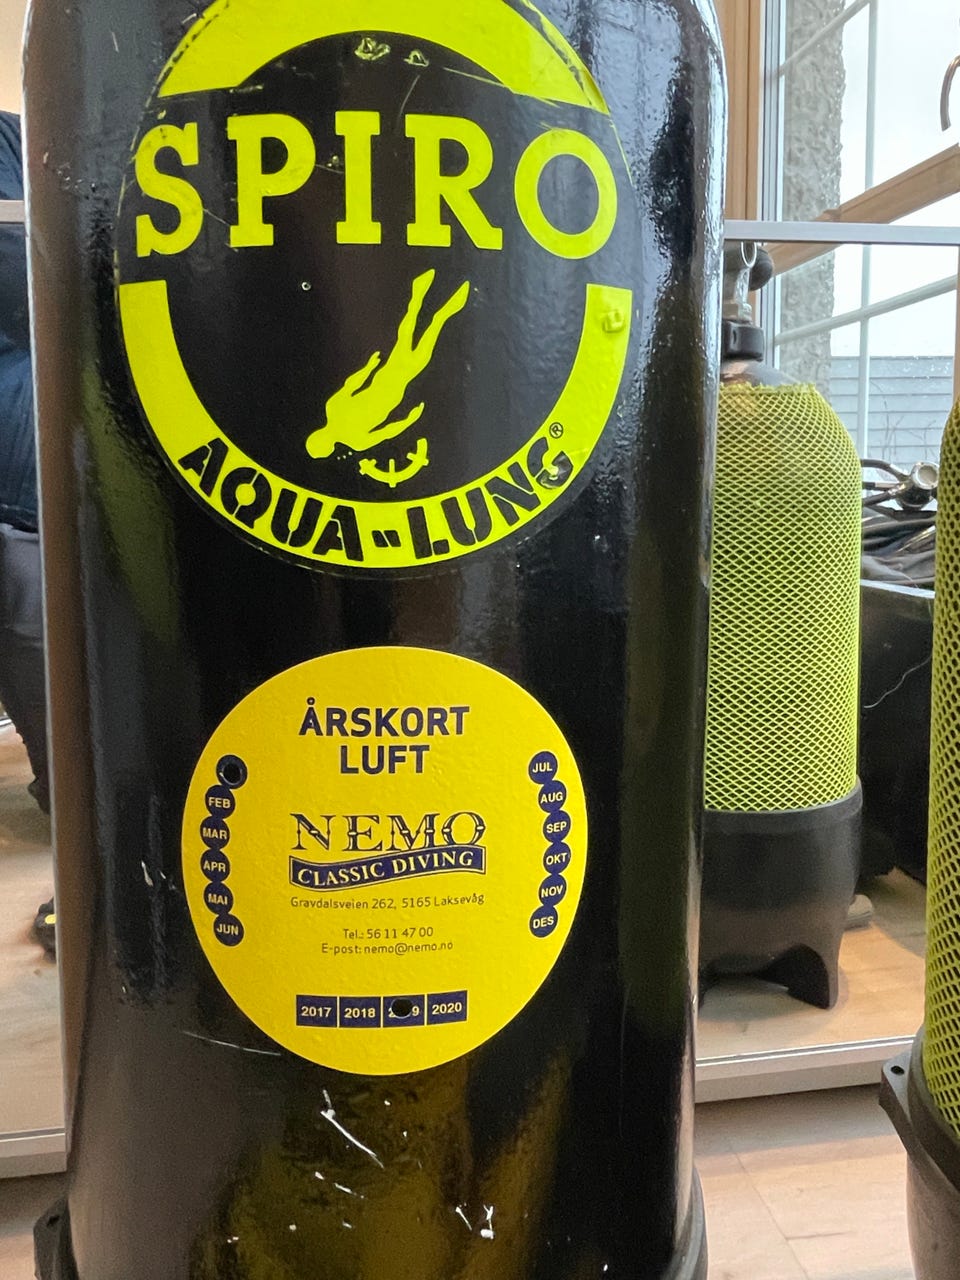 SPIRO
AQUA-LUNG®
ÅRSKORT
LUFT
FEB
MAR
APR
MAI
JUN
JUL
AUG
SEP
OKT
NOV
DES
NEMO
CLASSIC DIVING
Gravdalsveien 262, 5165 Laksevåg
Tel.: 56 11 47 00
E-post: nemo@nemo.no
2017 2018 2019 2020